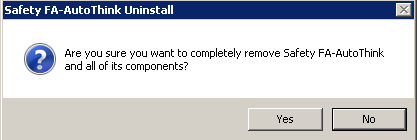 Safety FA-AutoThink Uninstall
Are you sure you want to completely remove Safety FA-AutoThink
and all of its components?
Yes
No